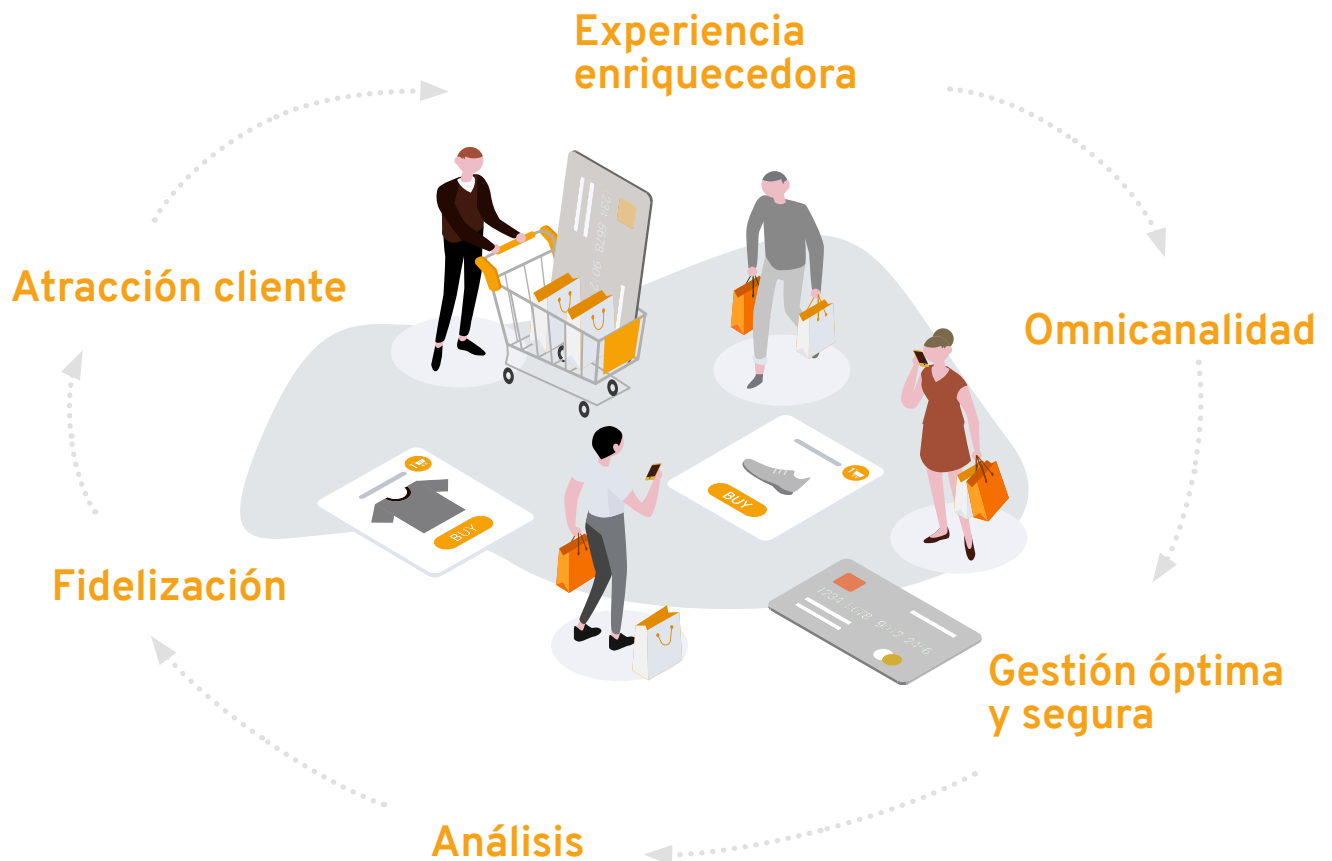 Experiencia
enriquecedora
Atracción cliente
Omnicanalidad
BUY
BUY
Fidelización
Gestión óptima
y segura
Análisis